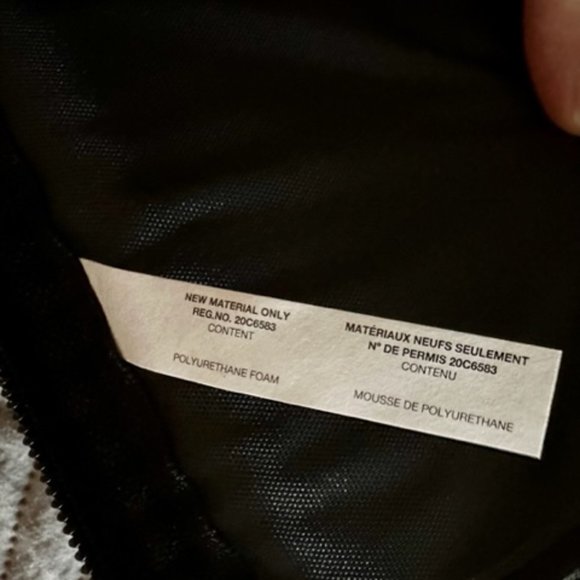 NEW MATERIAL ONLY
REG.NO. 20C6583
CONTENT
POLYURETHANE FOAM
MATÉRIAUX NEUFS SEULEMENT
N° DE PERMIS 20C6583
CONTENU
MOUSSE DE POLYURETHANE